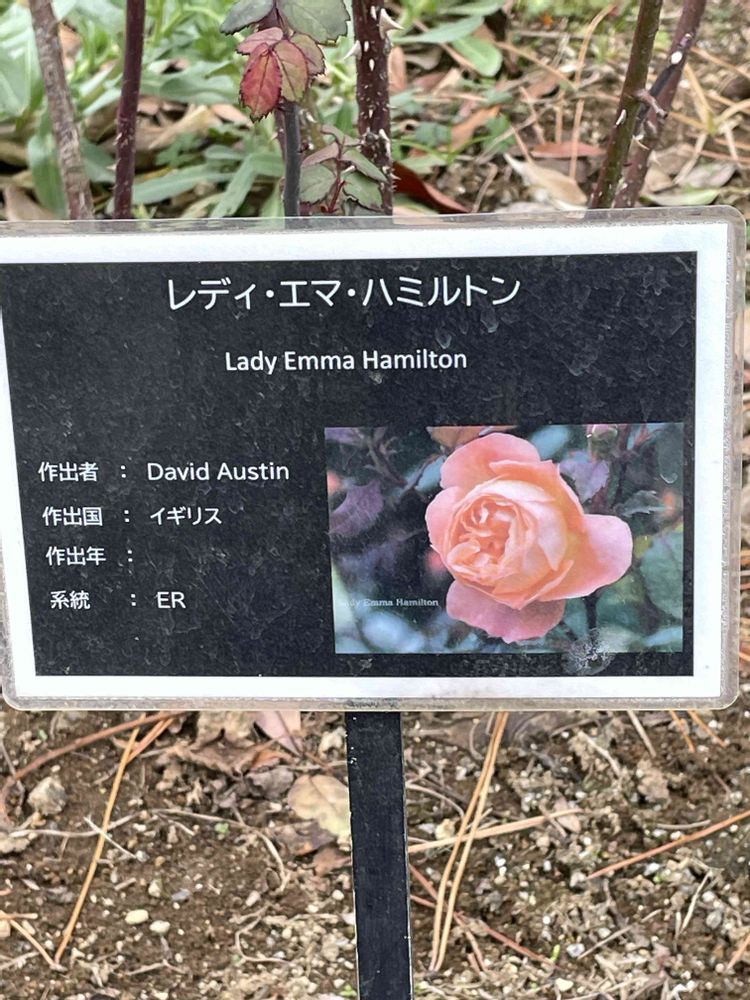 レディ・エマ・ハミルトン
Lady Emma Hamilton
作出者 : David Austin
作出国 : イギリス
作出年 :
系統 : ER
Lady Emma Hamilton